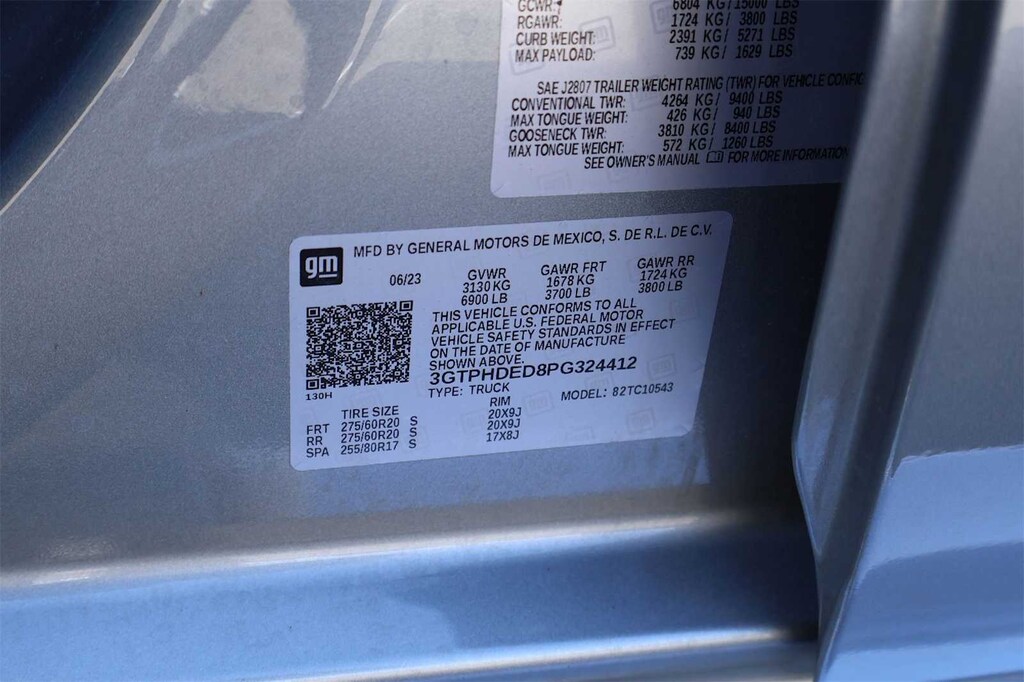 GCWR: 6804 KG/ 15000 LBS
RGAWR: 1724 KG / 3800 LBS
CURB WEIGHT: 2391 KG / 5271 LBS
MAX PAYLOAD: 739 KG / 1629 LBS
SAE J2807 TRAILER WEIGHT RATING (TWR) FOR VEHICLE
CONVENTIONAL TWR: 4264 KG / 9400 LBS
MAX TONGUE WEIGHT: 426 KG / 940 LBS
GOOSENECK TWR: 3810 KG / 8400 LBS
MAX TONGUE WEIGHT: 572 KG / 1260 LBS
SEE OWNER'S MANUAL FOR MORE INFORMATION
gm
MFD BY GENERAL MOTORS DE MEXICO, S. DE R.L. DE C.V.
06/23 GVWR GAWR FRT GAWR RR
3130 KG 1678 KG 1724 KG
6900 LB 3700 LB 3800 LB
THIS VEHICLE CONFORMS TO ALL
APPLICABLE U.S. FEDERAL MOTOR
VEHICLE SAFETY STANDARDS IN EFFECT
ON THE DATE OF MANUFACTURE
SHOWN ABOVE.
3GTPHDED8PG324412
130H
TYPE: TRUCK MODEL: 82TC10543
TIRE SIZE RIM
FRT 275/60R20 S 20X9J
RR 275/60R20 S 20X9J
SPA 255/80R17 S 17X8J